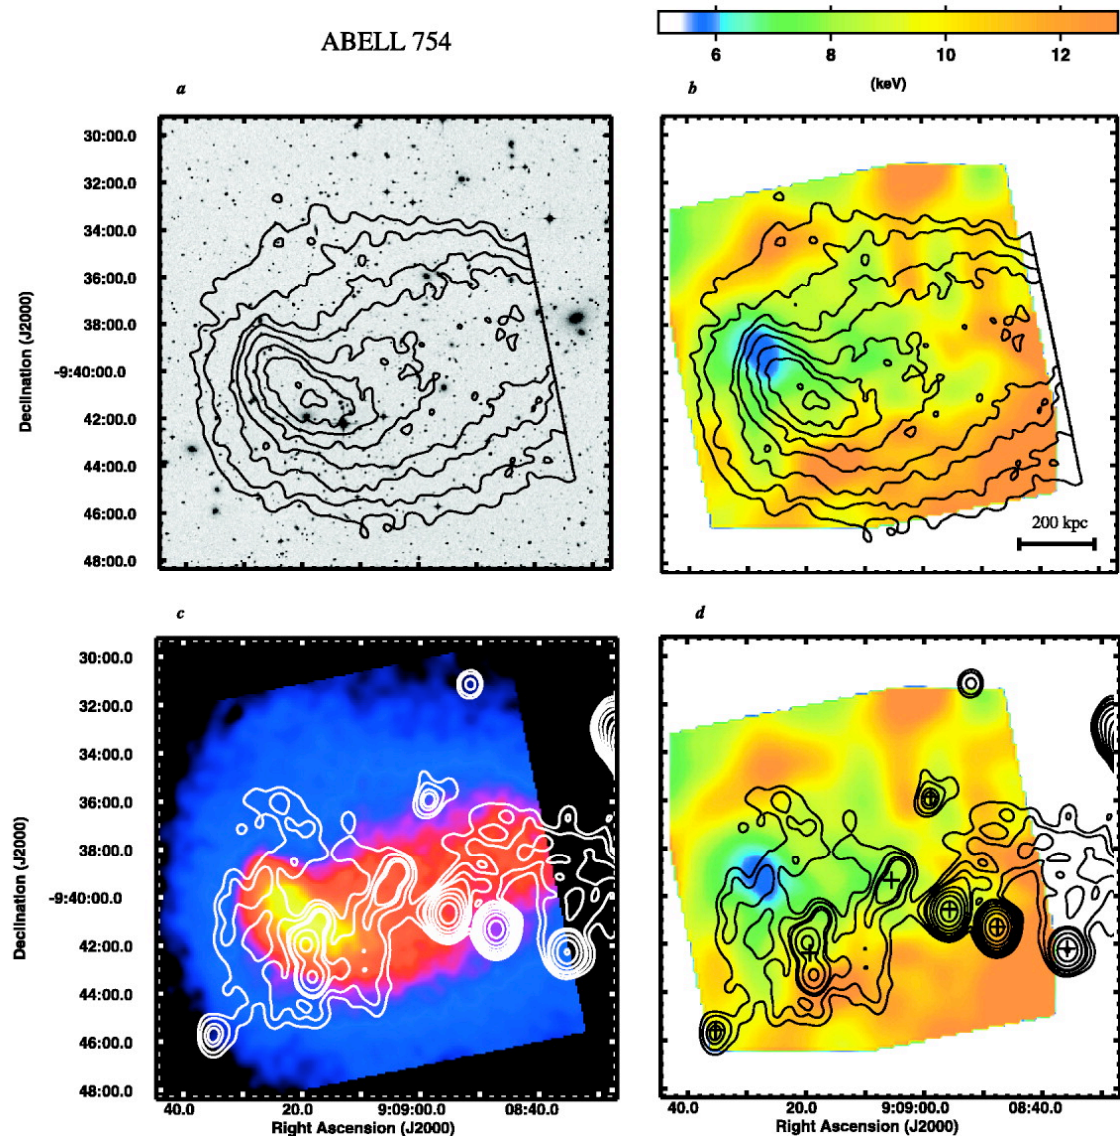 ABELL 754
6 8 10 12
(keV)
a
b
30:00.0
32:00.0
34:00.0
36:00.0
38:00.0
-9:40:00.0
42:00.0
44:00.0
46:00.0
48:00.0
Declination (J2000)
200 kpc
c
d
30:00.0
32:00.0
34:00.0
36:00.0
38:00.0
-9:40:00.0
42:00.0
44:00.0
46:00.0
48:00.0
Declination (J2000)
40.0 20.0 9:09:00.0 08:40.0
Right Ascension (J2000)
40.0 20.0 9:09:00.0 08:40.0
Right Ascension (J2000)